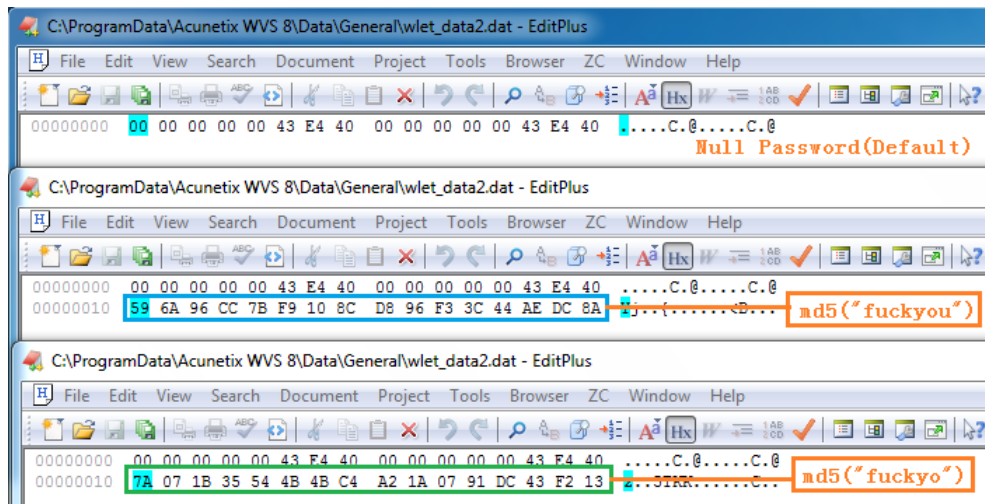 C:\ProgramData\Acunetix WVS 8\Data\General\wlet_data2.dat - EditPlus
File Edit View Search Document Project Tools Browser ZC Window Help
00000000 00 00 00 00 00 43 E4 40 00 00 00 00 00 43 E4 40 .....C.@.....C.@
Null Password(Default)
C:\ProgramData\Acunetix WVS 8\Data\General\wlet_data2.dat - EditPlus
File Edit View Search Document Project Tools Browser ZC Window Help
00000000 00 00 00 00 00 43 E4 40 00 00 00 00 00 43 E4 40 .....C.@.....C.@
00000010 59 6A 96 CC 7B F9 10 8C D8 96 F3 3C 44 AE DC 8A Yj..{......<D...
md5("fuckyou")
C:\ProgramData\Acunetix WVS 8\Data\General\wlet_data2.dat - EditPlus
File Edit View Search Document Project Tools Browser ZC Window Help
00000000 00 00 00 00 00 43 E4 40 00 00 00 00 00 43 E4 40 .....C.@.....C.@
00000010 7A 07 1B 35 54 4B 4B C4 A2 1A 07 91 DC 43 F2 13 z..5TKK......C..
md5("fuckyo")